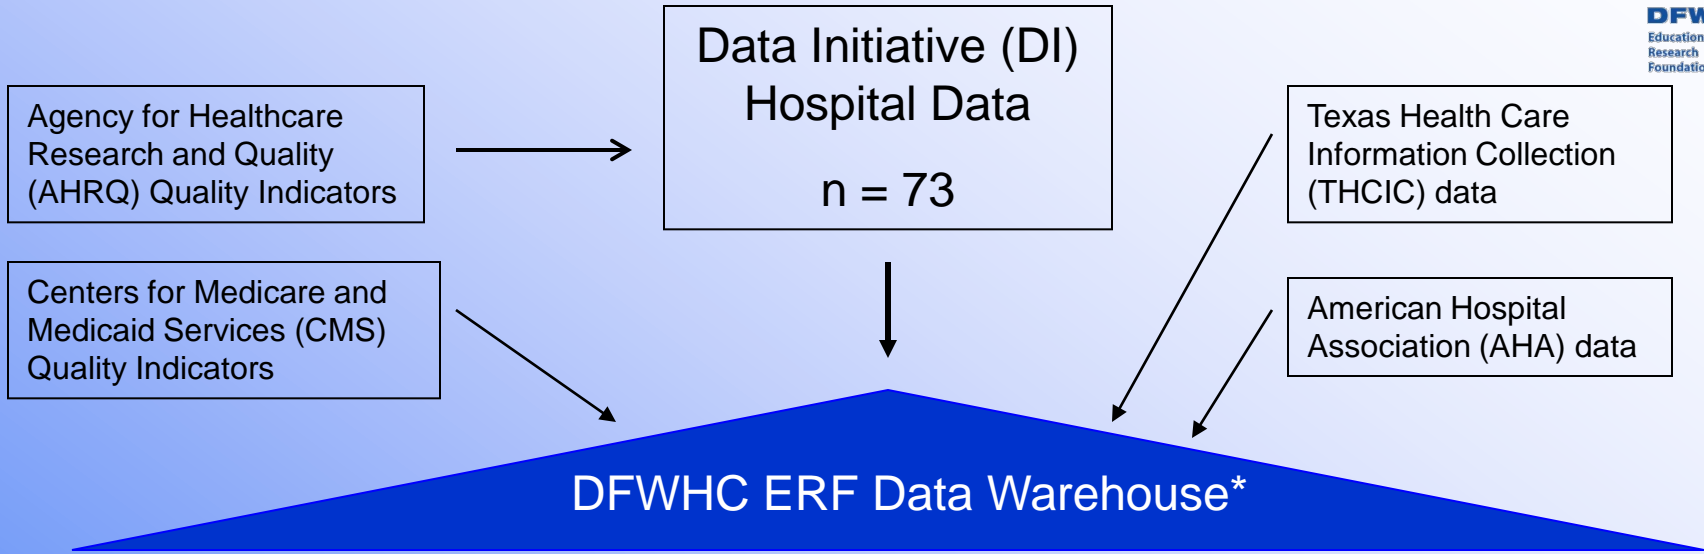 Data Initiative (DI)
Hospital Data
n = 73
Education
Research
Foundatio
Agency for Healthcare
Research and Quality
(AHRQ) Quality Indicators
Texas Health Care
Information Collection
(THCIC) data
Centers for Medicare and
Medicaid Services (CMS)
Quality Indicators
American Hospital
Association (AHA) data
DFWHC ERF Data Warehouse*